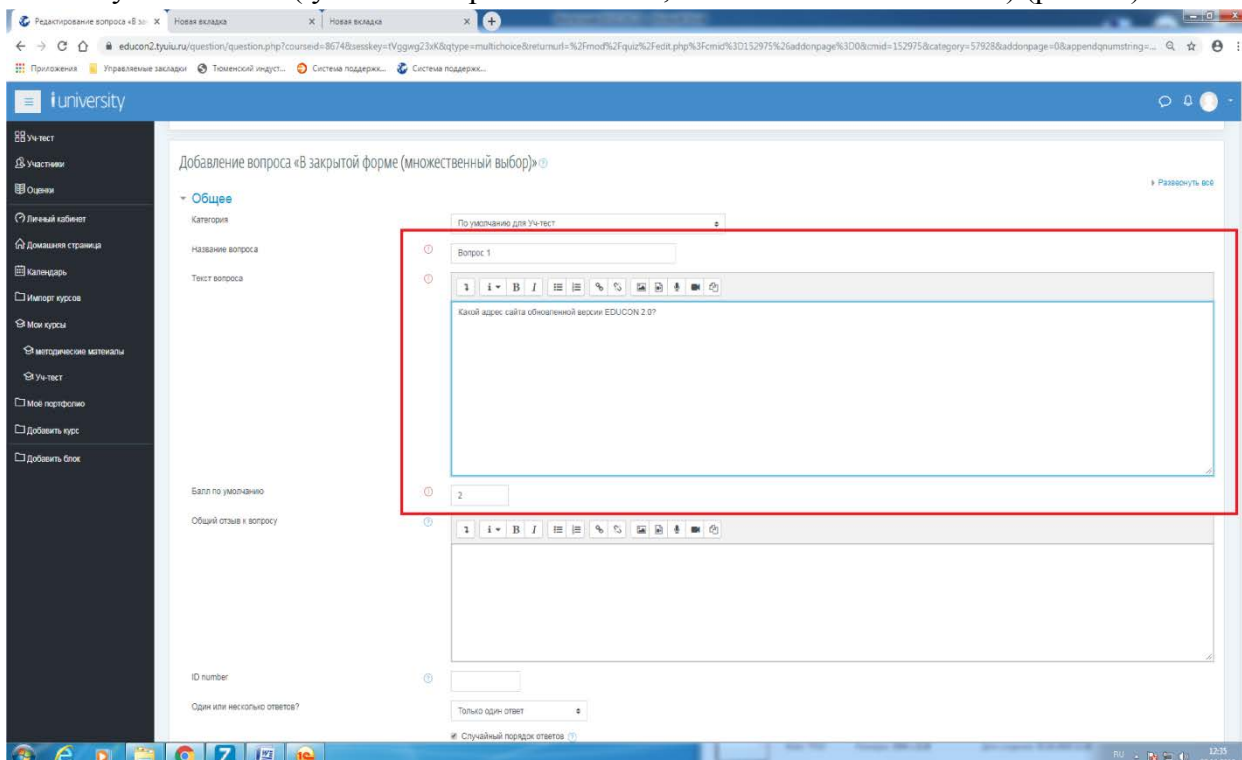 Редактирование вопроса «В за
Новая вкладка
Новая вкладка
educon2.tyuiu.ru/question/question.php?courseid=8674&sesskey=tVggwg23xK&qtype=multichoice&returnurl=%2Fmod%2Fquiz%2Fedit.php%3Fcmid%3D152975%26addonpage%3D0&cmid=152975&category=57928&addonpage=0&appendqnumstring=...
Приложения
Управляемые закладки
Тюменский индуст...
Система поддержк...
Система поддержк...
iuniversity
Уч-тест
Участники
Оценки
Личный кабинет
Домашняя страница
Календарь
Импорт курсов
Мои курсы
методические материалы
Уч-тест
Моё портфолио
Добавить курс
Добавить блок
Добавление вопроса «В закрытой форме (множественный выбор)»
Развернуть всё
Общее
Категория
По умолчанию для Уч-тест
Название вопроса
Вопрос 1
Текст вопроса
Какой адрес сайта обновленной версии EDUCON 2.0?
Балл по умолчанию
2
Общий отзыв к вопросу
ID number
Один или несколько ответов?
Только один ответ
Случайный порядок ответов
RU
12:35